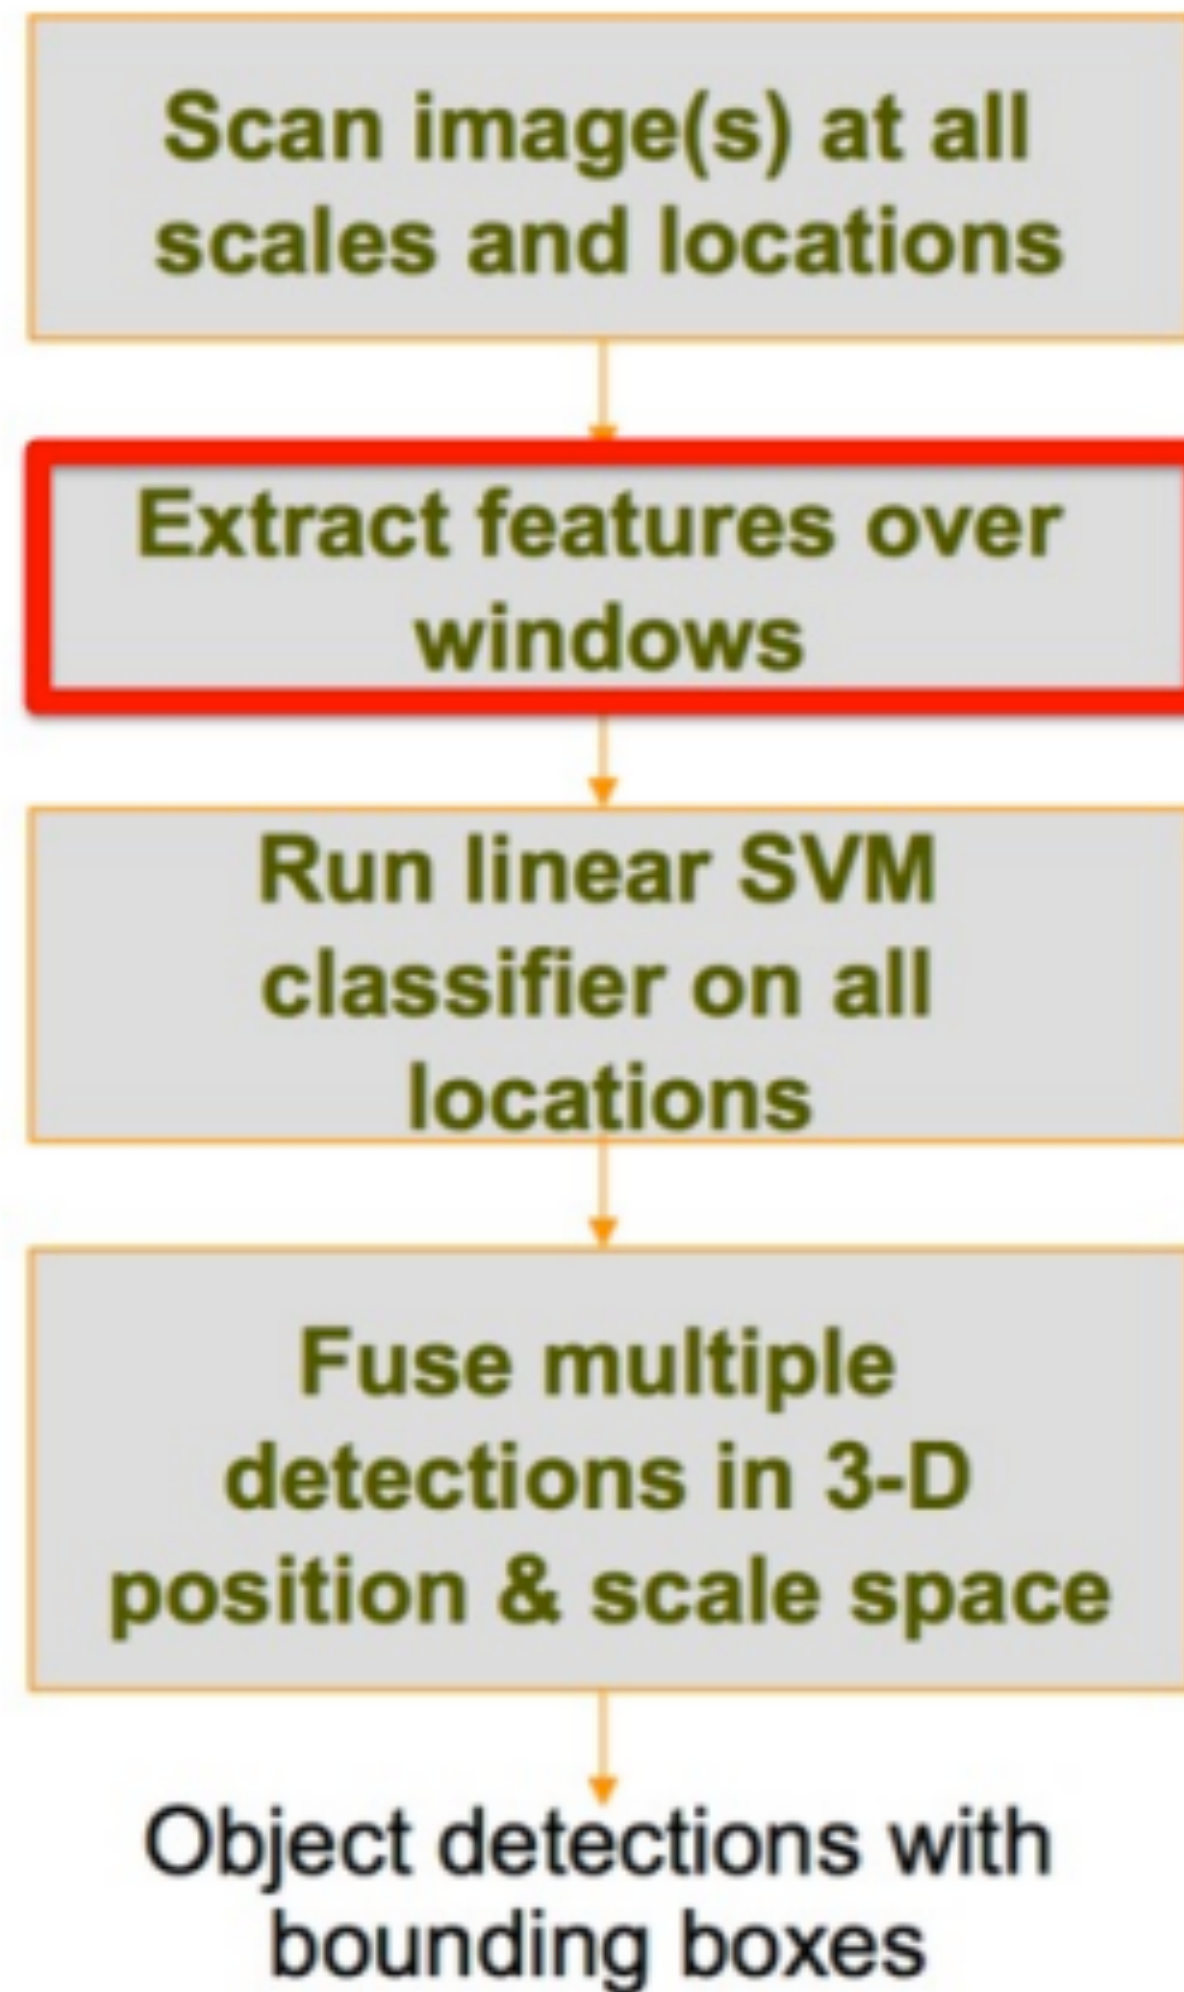 Scan image(s) at all
scales and locations
Extract features over
windows
Run linear SVM
classifier on all
locations
Fuse multiple
detections in 3-D
position & scale space
Object detections with
bounding boxes